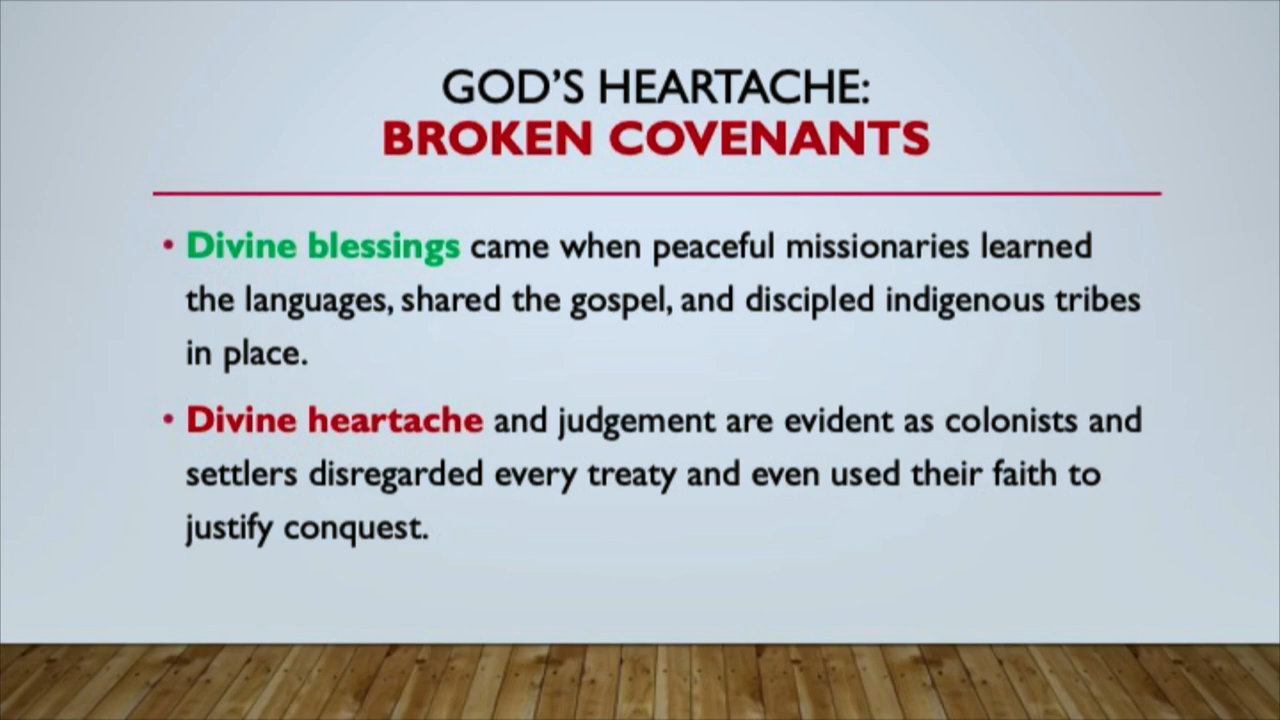 GOD'S HEARTACHE:
BROKEN COVENANTS
• Divine blessings came when peaceful missionaries learned
the languages, shared the gospel, and discipled indigenous tribes
in place.
• Divine heartache and judgement are evident as colonists and
settlers disregarded every treaty and even used their faith to
justify conquest.